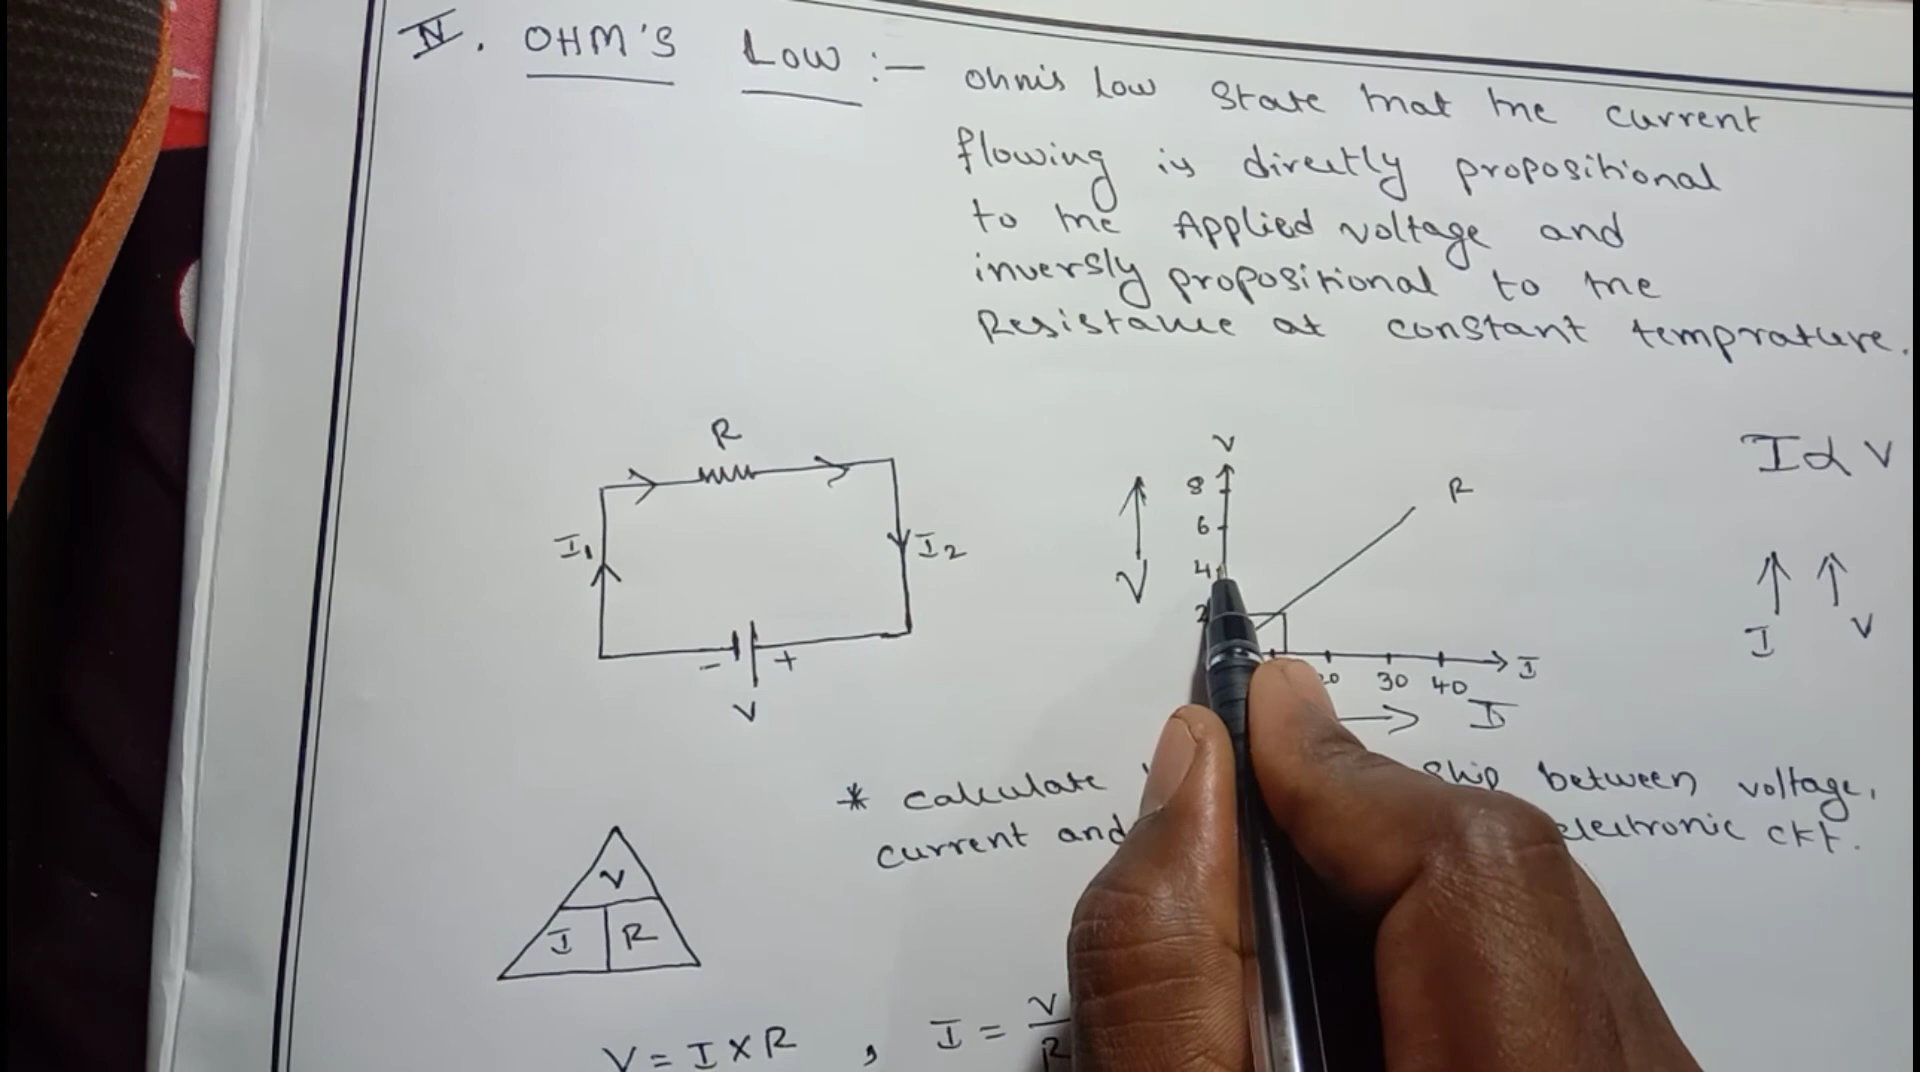 IV. OHM'S LOW :- Ohm's Low State that the current
flowing is directly propositional
to the Applied voltage and
inversly propositional to the
Resistance at constant temprature.
R
I1
I2
- +
V
V
8
6
4
2
R
V
20 30 40 I
I
I α V
I V
* calculate ship between voltage,
current and electronic ckt.
V
I R
V = I X R , I = V
R